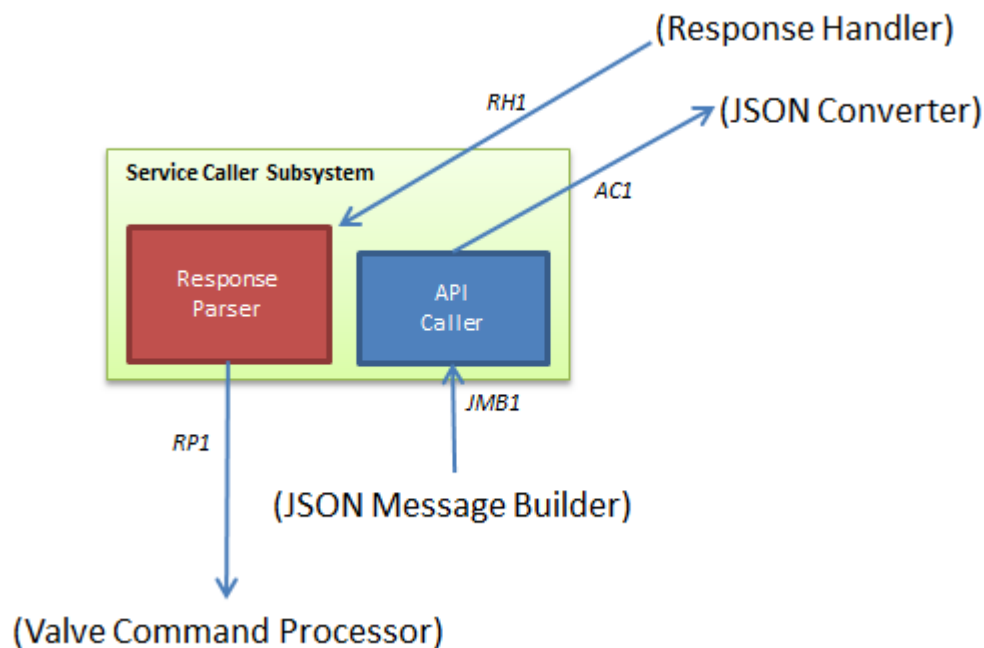 (Response Handler)
RH1
(JSON Converter)
Service Caller Subsystem
AC1
Response
Parser
API
Caller
JMB1
RP1
(JSON Message Builder)
(Valve Command Processor)